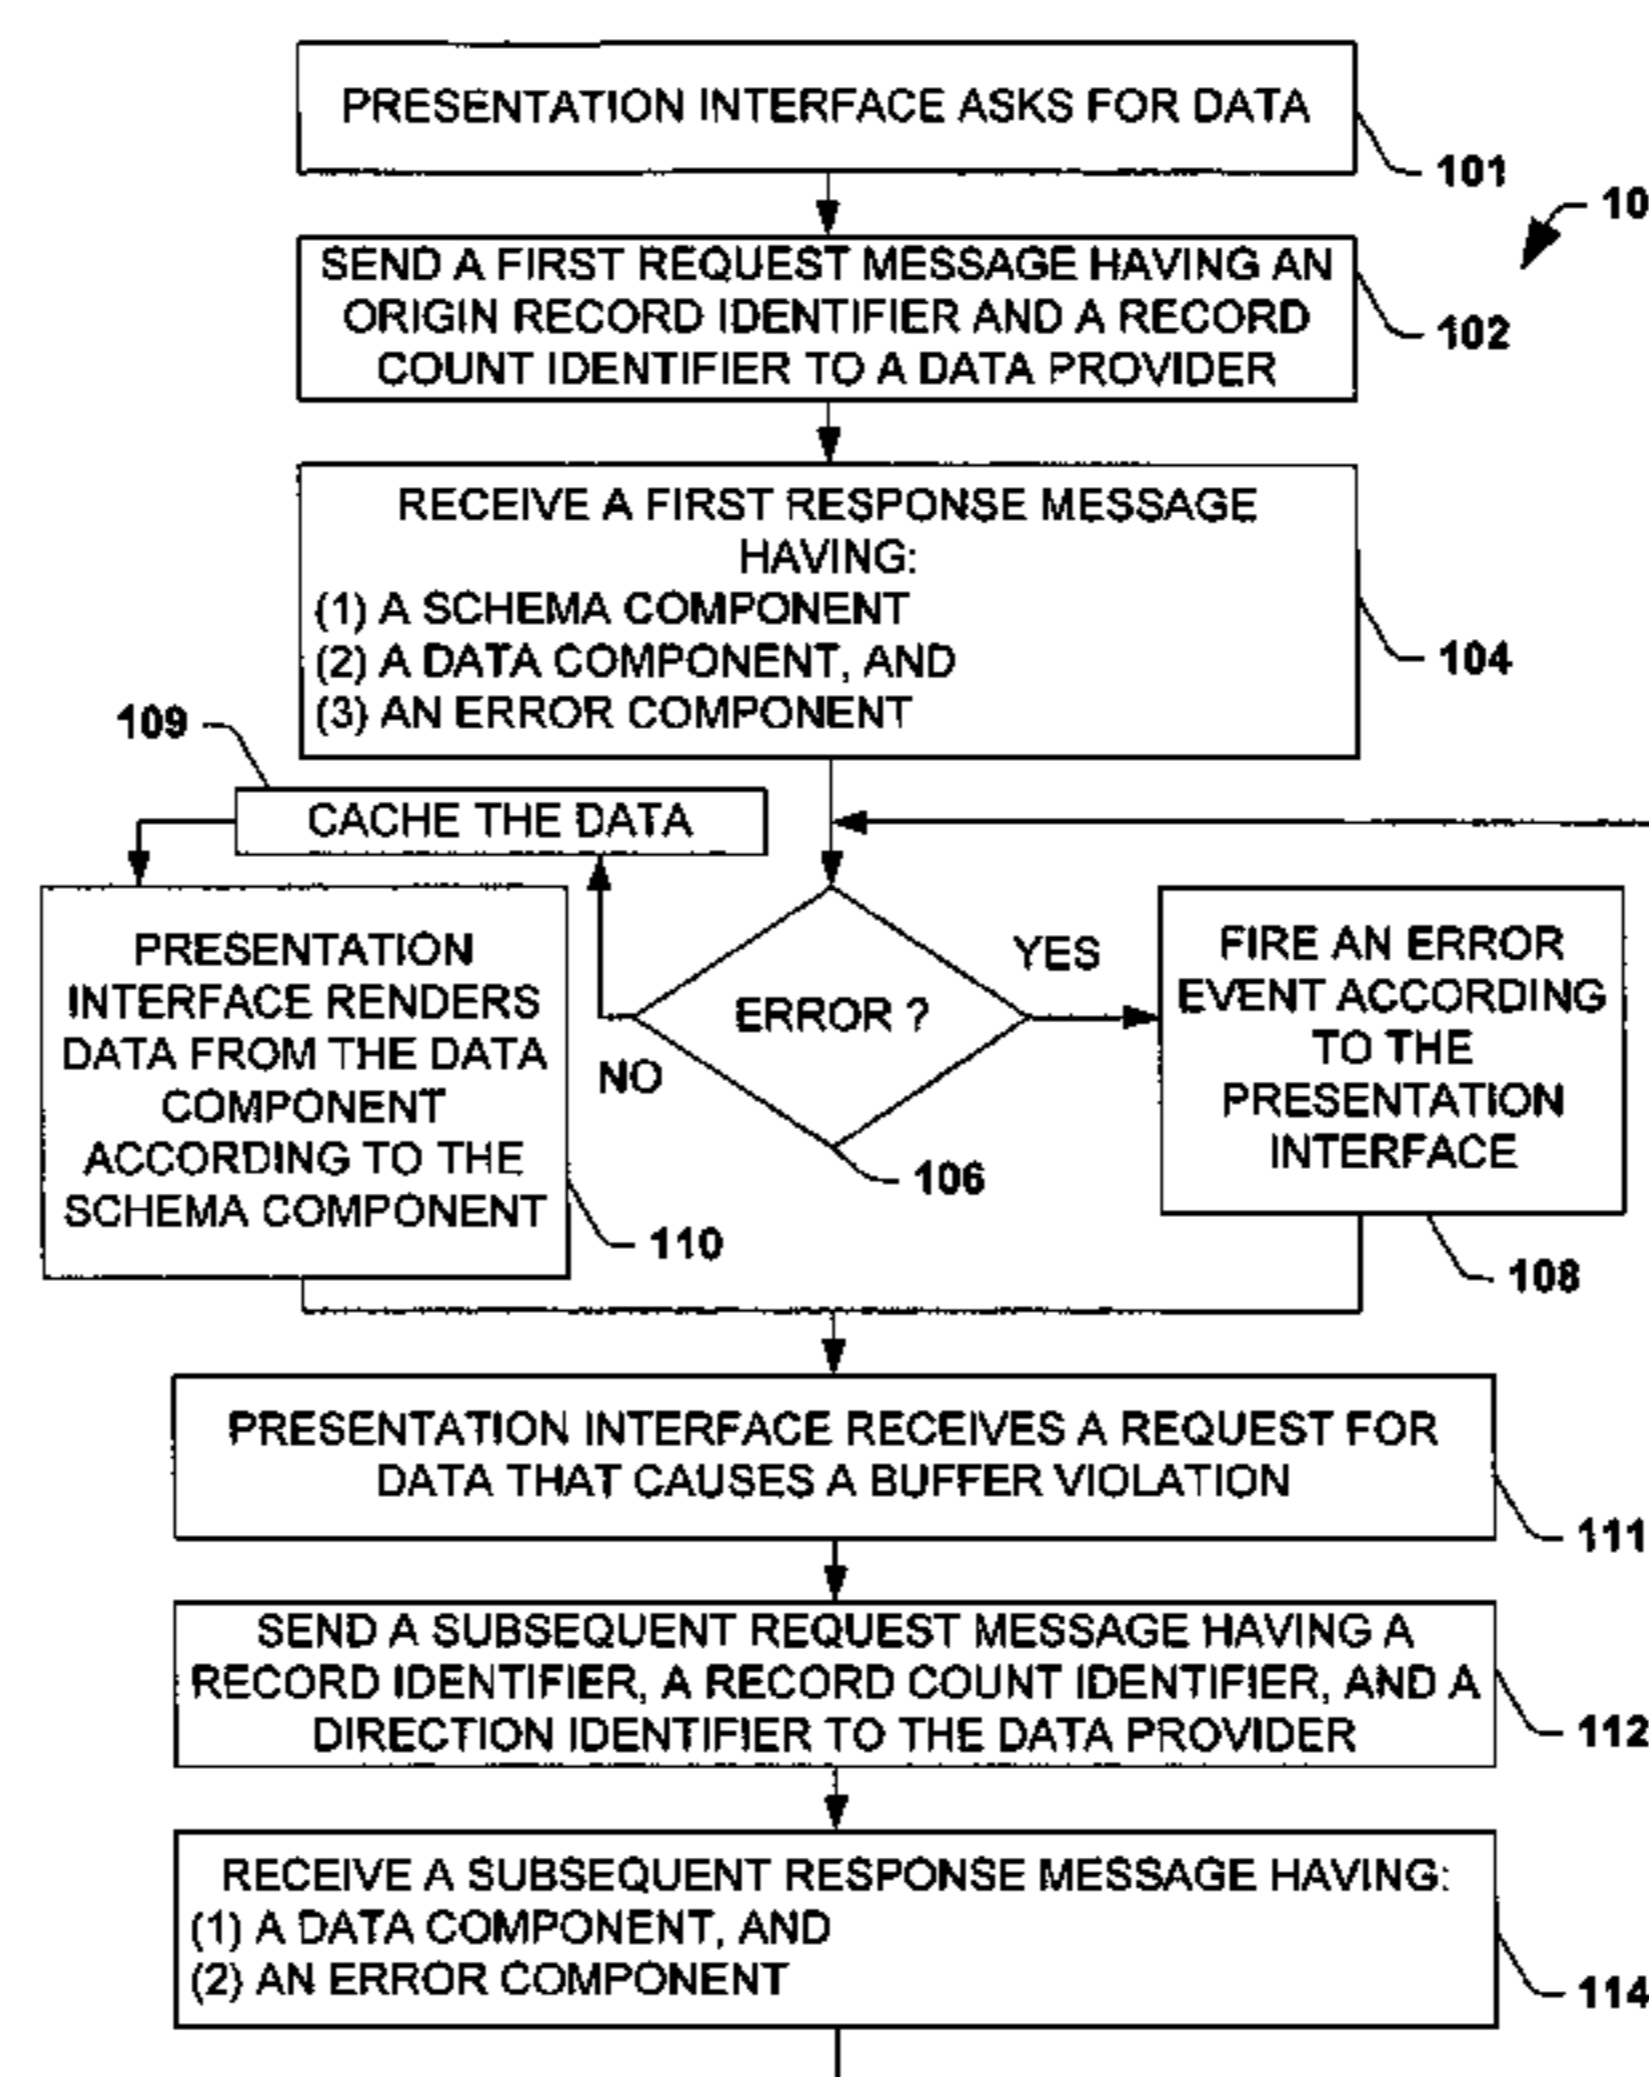 PRESENTATION INTERFACE ASKS FOR DATA
101
10
SEND A FIRST REQUEST MESSAGE HAVING AN
ORIGIN RECORD IDENTIFIER AND A RECORD
COUNT IDENTIFIER TO A DATA PROVIDER
102
RECEIVE A FIRST RESPONSE MESSAGE
HAVING:
(1) A SCHEMA COMPONENT
(2) A DATA COMPONENT, AND
(3) AN ERROR COMPONENT
104
109
CACHE THE DATA
PRESENTATION
INTERFACE RENDERS
DATA FROM THE DATA
COMPONENT
ACCORDING TO THE
SCHEMA COMPONENT
110
ERROR ?
NO
YES
106
FIRE AN ERROR
EVENT ACCORDING
TO THE
PRESENTATION
INTERFACE
108
PRESENTATION INTERFACE RECEIVES A REQUEST FOR
DATA THAT CAUSES A BUFFER VIOLATION
111
SEND A SUBSEQUENT REQUEST MESSAGE HAVING A
RECORD IDENTIFIER, A RECORD COUNT IDENTIFIER, AND A
DIRECTION IDENTIFIER TO THE DATA PROVIDER
112
RECEIVE A SUBSEQUENT RESPONSE MESSAGE HAVING:
(1) A DATA COMPONENT, AND
(2) AN ERROR COMPONENT
114